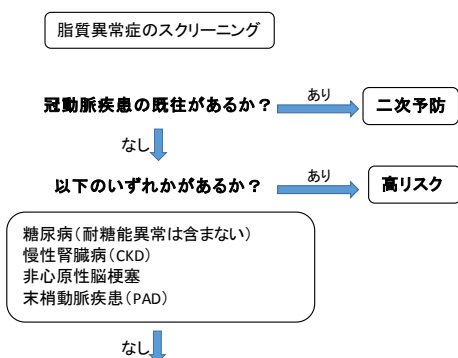 脂質異常症のスクリーニング
冠動脈疾患の既往があるか？
あり
二次予防
なし
以下のいずれかがあるか？
あり
高リスク
糖尿病（耐糖能異常は含まない）
慢性腎臓病（CKD）
非心原性脳梗塞
末梢動脈疾患（PAD）
なし